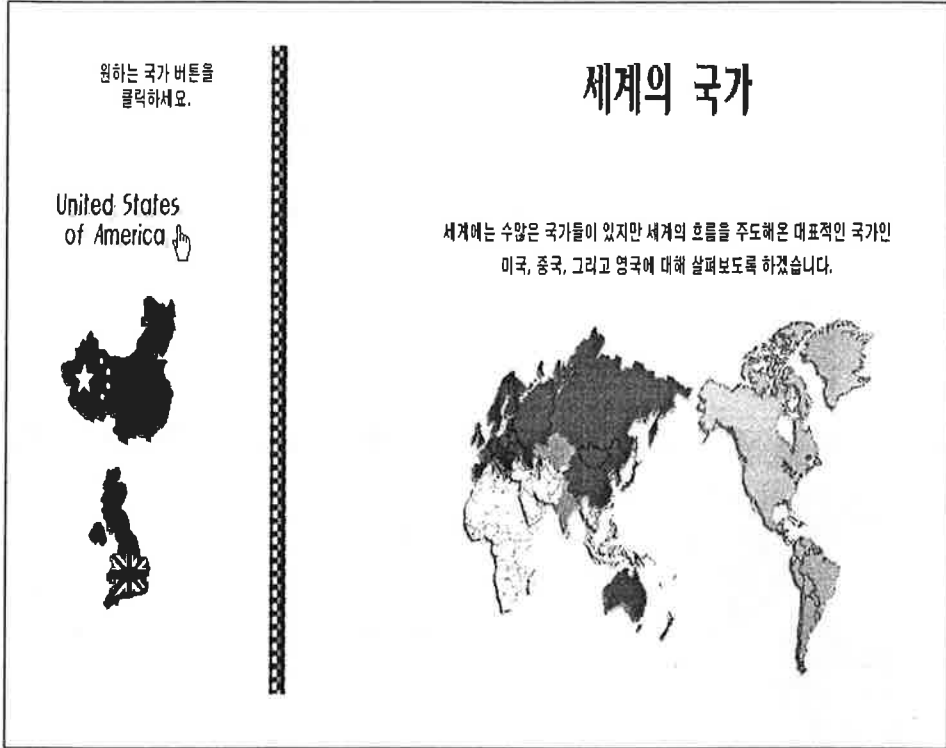 원하는 국가 버튼을
클릭하세요.
United States
of America
세계의 국가
세계에는 수많은 국가들이 있지만 세계의 흐름을 주도해온 대표적인 국가인
미국, 중국, 그리고 영국에 대해 살펴보도록 하겠습니다.